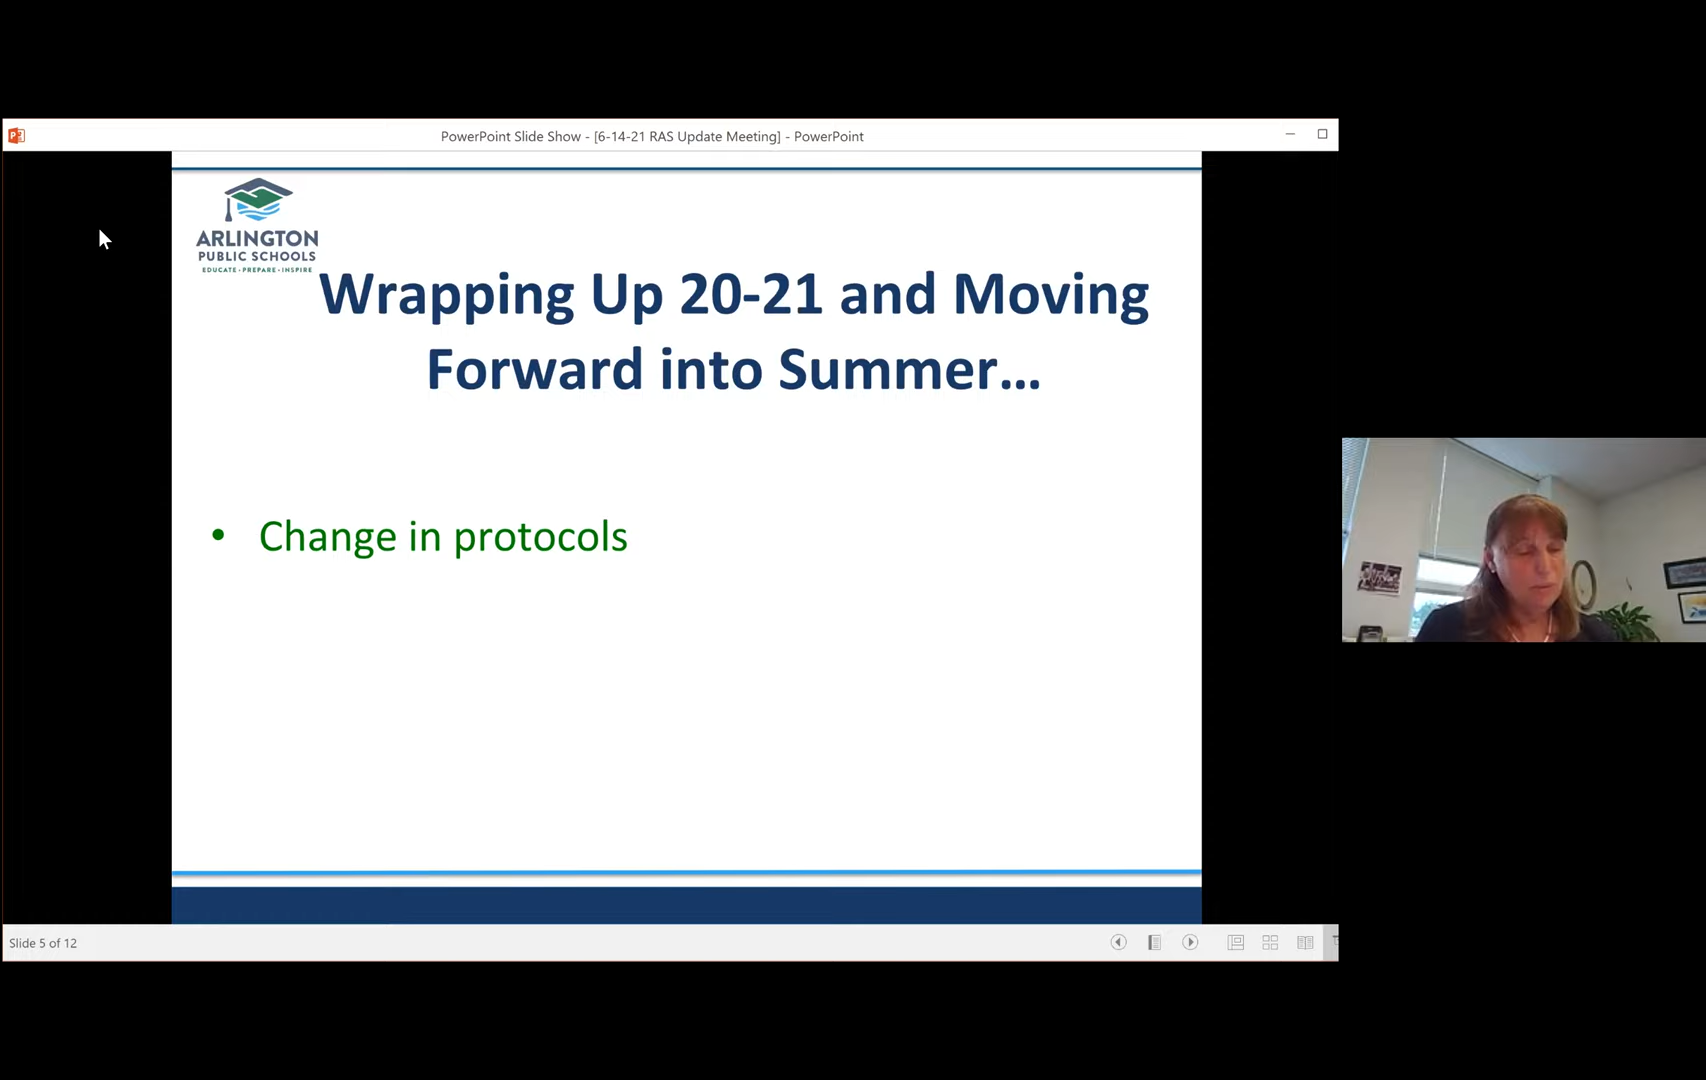 PowerPoint Slide Show - [6-14-21 RAS Update Meeting] - PowerPoint
ARLINGTON
PUBLIC SCHOOLS
EDUCATE • PREPARE • INSPIRE
Wrapping Up 20-21 and Moving
Forward into Summer…
• Change in protocols
Slide 5 of 12